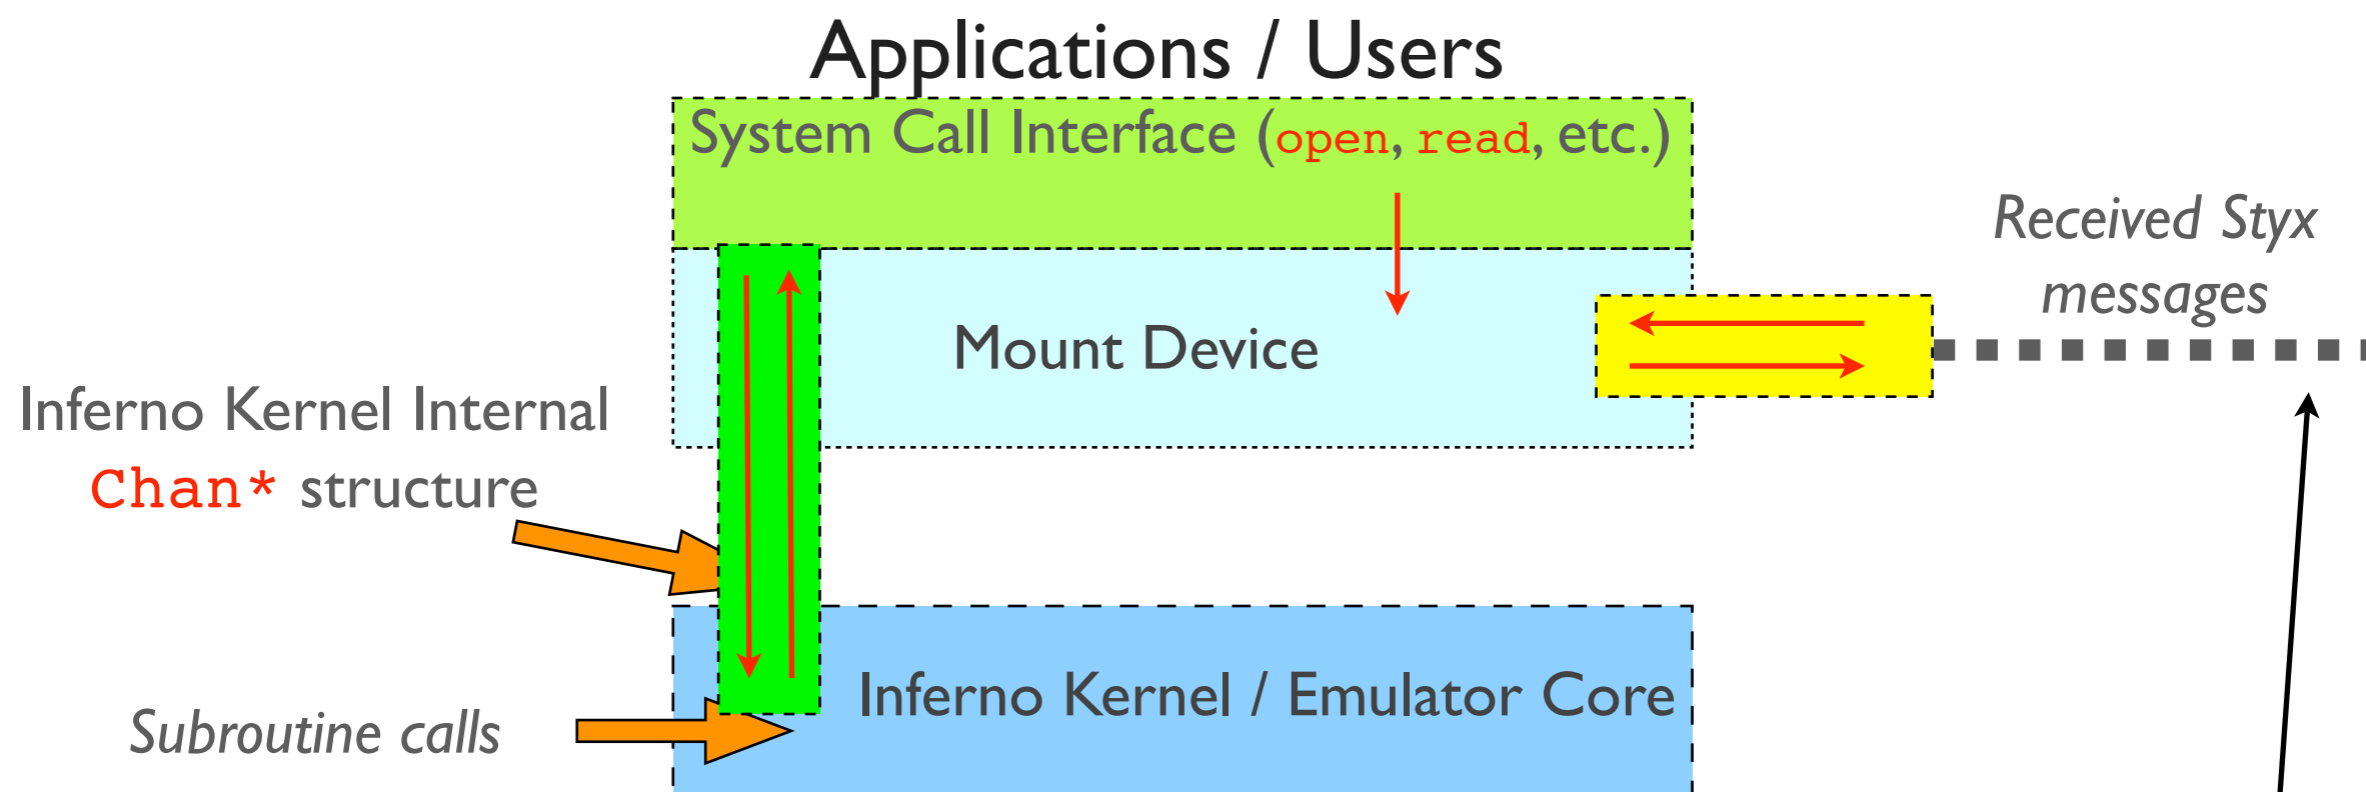 Applications / Users
System Call Interface (open, read, etc.)
Received Styx
messages
Mount Device
Inferno Kernel Internal
Chan* structure
Inferno Kernel / Emulator Core
Subroutine calls